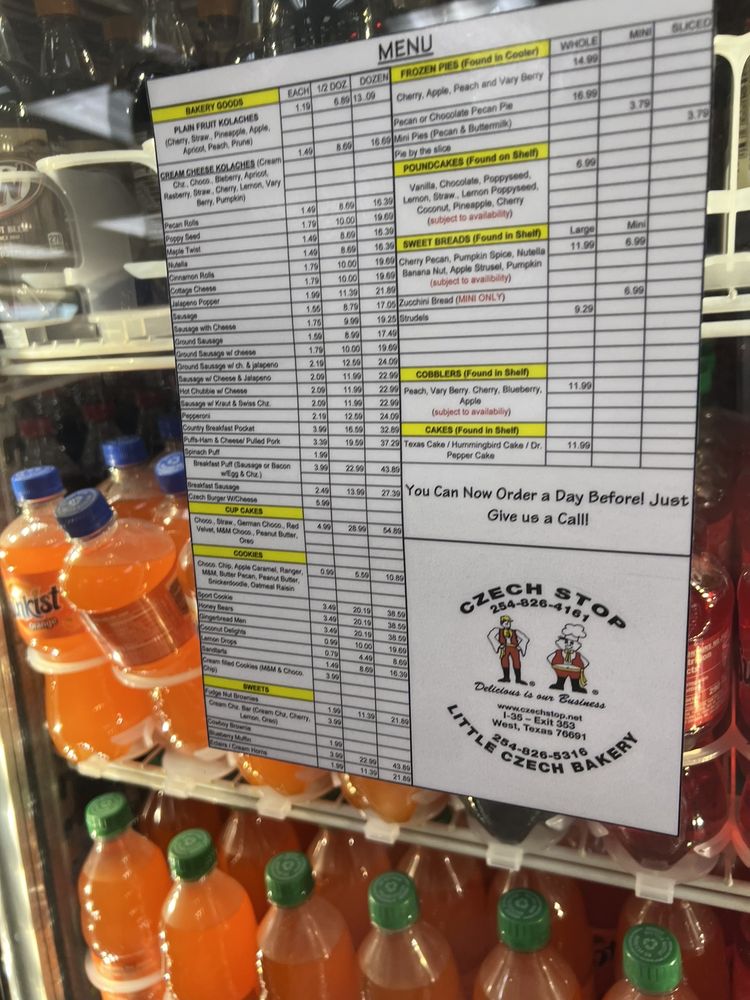 MENU
BAKERY GOODS EACH 1/2 DOZ DOZEN
PLAIN FRUIT KOLACHES 1.19 6.89 13.09
(Cherry, Straw., Pineapple, Apple,
Apricot, Peach, Prune)
CREAM CHEESE KOLACHES (Cream 1.49 8.69 16.69
Chz., Choco., Bleberry, Apricot,
Rasberry, Straw., Cherry, Lemon, Vary
Berry, Pumpkin)
Pecan Rolls 1.49 8.69 16.39
Poppy Seed 1.79 10.00 19.69
Maple Twist 1.49 8.69 16.39
Nutella 1.49 8.69 16.39
Cinnamon Rolls 1.79 10.00 19.69
Cottage Cheese 1.79 10.00 19.69
Jalapeno Popper 1.99 11.39 21.89
Sausage 1.55 8.79 17.05
Sausage with Cheese 1.75 9.99 19.25
Ground Sausage 1.59 8.99 17.49
Ground Sausage w/ cheese 1.79 10.00 19.69
Ground Sausage w/ ch. & jalapeno 2.19 12.59 24.09
Sausage w/ Cheese & Jalapeno 2.09 11.99 22.99
Hot Chubbie w/ Cheese 2.09 11.99 22.99
Sausage w/ Kraut & Swiss Chz. 2.09 11.99 22.99
Pepperoni 2.19 12.59 24.09
Country Breakfast Pocket 3.99 16.59 32.89
Puffs-Ham & Cheese/ Pulled Pork 3.39 19.59 37.29
Spinach Puff 1.99
Breakfast Puff (Sausage or Bacon 3.99 22.99 43.89
w/Egg & Chz.)
Breakfast Sausage 2.49 13.99 27.39
Czech Burger W/Cheese 5.99
CUP CAKES
Choco., Straw., German Choco., Red 4.99 28.99 54.89
Velvet, M&M Choco., Peanut Butter,
Oreo
COOKIES
Choco. Chip, Apple Caramel, Ranger, 0.99 5.59 10.89
M&M, Butter Pecan, Peanut Butter,
Snickerdoodle, Oatmeal Raisin
Sport Cookie
Honey Bears 3.49 20.19 38.59
Gingerbread Men 3.49 20.19 38.59
Coconut Delights 3.49 20.19 38.59
Lemon Drops 0.99 10.00 19.69
Sandtarts 0.79 4.49 8.69
Cream filled Cookies (M&M & Choco. 1.49 8.69 16.39
Chip) 3.99
SWEETS
Fudge Nut Brownies
Cream Chz. Bar (Cream Chz, Cherry, 1.99 11.39 21.89
Lemon, Oreo) 3.99
Cowboy Brownie
Blueberry Muffin 1.99
Eclairs / Cream Horns 3.99 22.99 43.89
1.99 11.39 21.89
FROZEN PIES (Found in Cooler) WHOLE MINI SLICED
Cherry, Apple, Peach and Vary Berry 14.99
Pecan or Chocolate Pecan Pie 16.99
Mini Pies (Pecan & Buttermilk) 3.79
Pie by the slice 3.79
POUNDCAKES (Found on Shelf)
Vanilla, Chocolate, Poppyseed, 6.99
Lemon, Straw., Lemon Poppyseed,
Coconut, Pineapple, Cherry
(subject to availability)
SWEET BREADS (Found in Shelf) Large Mini
Cherry Pecan, Pumpkin Spice, Nutella 11.99 6.99
Banana Nut, Apple Strusel, Pumpkin
(subject to availibility)
Zucchini Bread (MINI ONLY) 6.99
Strudels 9.29
COBBLERS (Found in Shelf)
Peach, Vary Berry, Cherry, Blueberry, 11.99
Apple
(subject to availability)
CAKES (Found in Shelf)
Texas Cake / Hummingbird Cake / Dr. 11.99
Pepper Cake
You Can Now Order a Day Before! Just
Give us a Call!
CZECH STOP
254-826-4161
Delicious is our Business
www.czechstop.net
I-35 - Exit 353
West, Texas 76691
254-826-5316
LITTLE CZECH BAKERY
nkist
orange